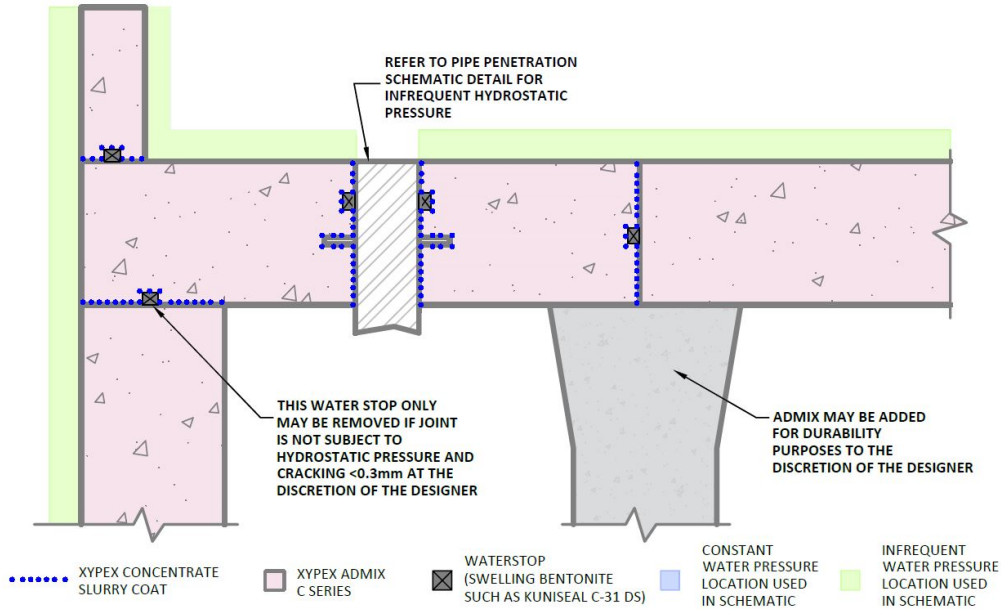 REFER TO PIPE PENETRATION
SCHEMATIC DETAIL FOR
INFREQUENT HYDROSTATIC
PRESSURE
THIS WATER STOP ONLY
MAY BE REMOVED IF JOINT
IS NOT SUBJECT TO
HYDROSTATIC PRESSURE AND
CRACKING <0.3mm AT THE
DISCRETION OF THE DESIGNER
ADMIX MAY BE ADDED
FOR DURABILITY
PURPOSES TO THE
DISCRETION OF THE DESIGNER
XYPEX CONCENTRATE
SLURRY COAT
XYPEX ADMIX
C SERIES
WATERSTOP
(SWELLING BENTONITE
SUCH AS KUNISEAL C-31 DS)
CONSTANT
WATER PRESSURE
LOCATION USED
IN SCHEMATIC
INFREQUENT
WATER PRESSURE
LOCATION USED
IN SCHEMATIC